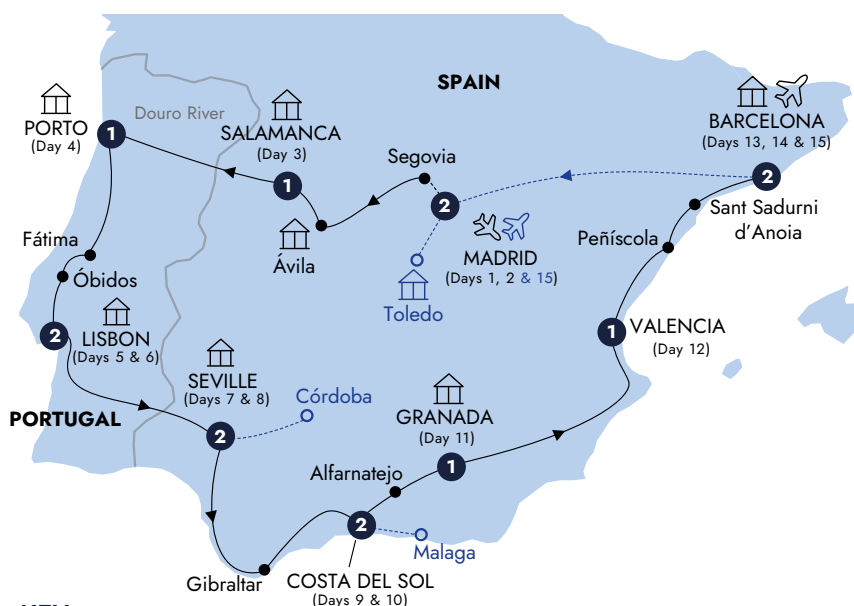 SPAIN
PORTO
(Day 4)
1
Douro River
SALAMANCA
(Day 3)
1
Segovia
2
MADRID
(Days 1, 2 & 15)
BARCELONA
(Days 13, 14 & 15)
2
Sant Sadurni
d'Anoia
Peñíscola
Ávila
Toledo
Fátima
Óbidos
2
LISBON
(Days 5 & 6)
1
VALENCIA
(Day 12)
SEVILLE
(Days 7 & 8)
2
Córdoba
PORTUGAL
GRANADA
(Day 11)
1
Alfarnatejo
2
Malaga
Gibraltar
COSTA DEL SOL
(Days 9 & 10)